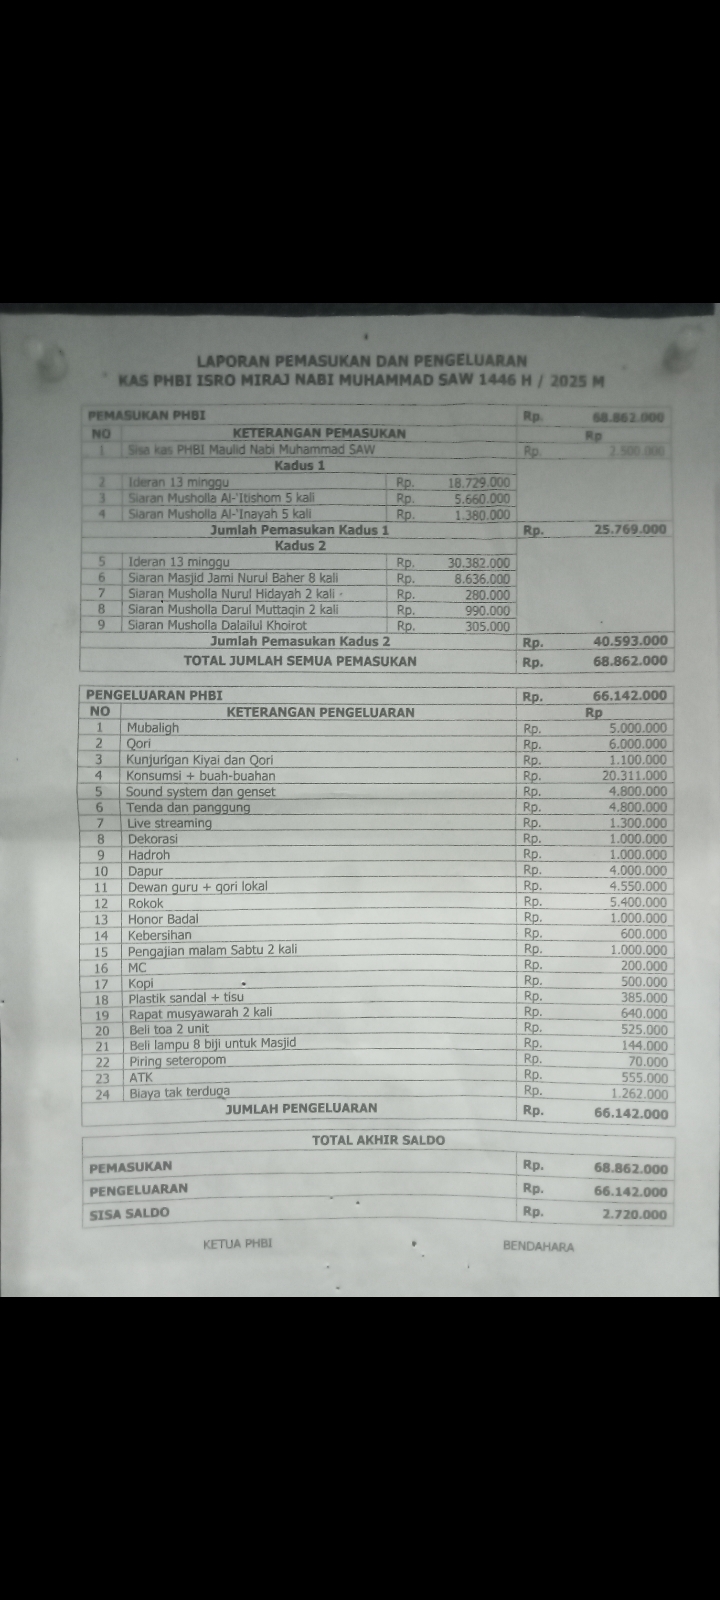 LAPORAN PEMASUKAN DAN PENGELUARAN
KAS PHBI ISRO MIRAJ NABI MUHAMMAD SAW 1446 H / 2025 M
PEMASUKAN PHBI Rp. 68.862.000
NO KETERANGAN PEMASUKAN Rp
1 Sisa kas PHBI Maulid Nabi Muhammad SAW Rp. 2.500.000
Kadus 1
2 Ideran 13 minggu Rp. 18.729.000
3 Siaran Musholla Al-'Itishom 5 kali Rp. 5.660.000
4 Siaran Musholla Al-'Inayah 5 kali Rp. 1.380.000
Jumlah Pemasukan Kadus 1 Rp. 25.769.000
Kadus 2
5 Ideran 13 minggu Rp. 30.382.000
6 Siaran Masjid Jami Nurul Baher 8 kali Rp. 8.636.000
7 Siaran Musholla Nurul Hidayah 2 kali Rp. 280.000
8 Siaran Musholla Darul Muttaqin 2 kali Rp. 990.000
9 Siaran Musholla Dalailul Khoirot Rp. 305.000
Jumlah Pemasukan Kadus 2 Rp. 40.593.000
TOTAL JUMLAH SEMUA PEMASUKAN Rp. 68.862.000
PENGELUARAN PHBI Rp. 66.142.000
NO KETERANGAN PENGELUARAN Rp
1 Mubaligh Rp. 5.000.000
2 Qori Rp. 6.000.000
3 Kunjungan Kiyai dan Qori Rp. 1.100.000
4 Konsumsi + buah-buahan Rp. 20.311.000
5 Sound system dan genset Rp. 4.800.000
6 Tenda dan panggung Rp. 4.800.000
7 Live streaming Rp. 1.300.000
8 Dekorasi Rp. 1.000.000
9 Hadroh Rp. 1.000.000
10 Dapur Rp. 4.000.000
11 Dewan guru + qori lokal Rp. 4.550.000
12 Rokok Rp. 5.400.000
13 Honor Badal Rp. 1.000.000
14 Kebersihan Rp. 600.000
15 Pengajian malam Sabtu 2 kali Rp. 1.000.000
16 MC Rp. 200.000
17 Kopi Rp. 500.000
18 Plastik sandal + tisu Rp. 385.000
19 Rapat musyawarah 2 kali Rp. 640.000
20 Beli toa 2 unit Rp. 525.000
21 Beli lampu 8 biji untuk Masjid Rp. 144.000
22 Piring seteropom Rp. 70.000
23 ATK Rp. 555.000
24 Biaya tak terduga Rp. 1.262.000
JUMLAH PENGELUARAN Rp. 66.142.000
TOTAL AKHIR SALDO
PEMASUKAN Rp. 68.862.000
PENGELUARAN Rp. 66.142.000
SISA SALDO Rp. 2.720.000
KETUA PHBI BENDAHARA